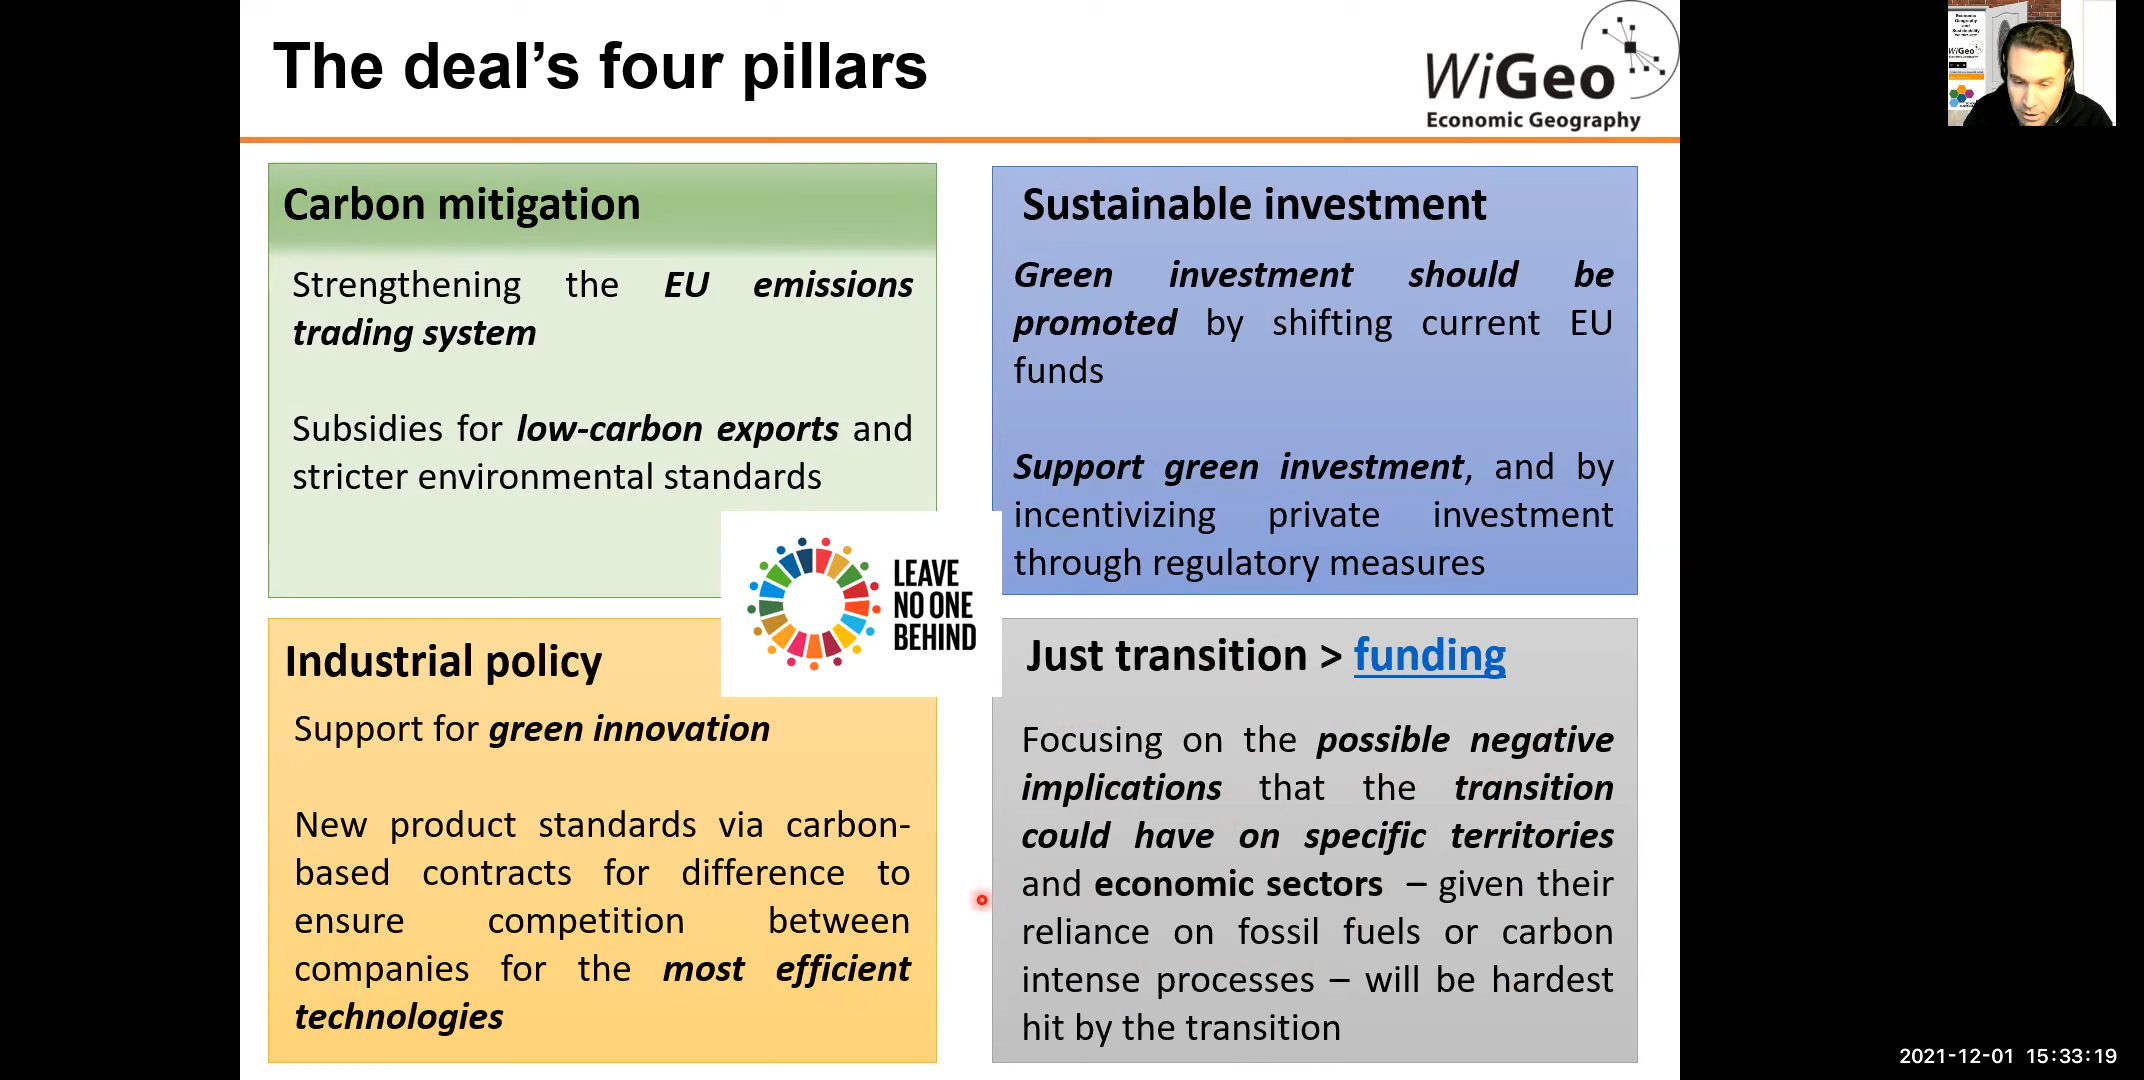 The deal's four pillars
WiGeo
Economic Geography
Carbon mitigation
Strengthening the EU emissions
trading system
Subsidies for low-carbon exports and
stricter environmental standards
Sustainable investment
Green investment should be
promoted by shifting current EU
funds
Support green investment, and by
incentivizing private investment
through regulatory measures
LEAVE
NO ONE
BEHIND
Industrial policy
Support for green innovation
New product standards via carbon-
based contracts for difference to
ensure competition between
companies for the most efficient
technologies
Just transition > funding
Focusing on the possible negative
implications that the transition
could have on specific territories
and economic sectors – given their
reliance on fossil fuels or carbon
intense processes – will be hardest
hit by the transition
Economic
Geography
and
Sustainability
WiGeo
2021-12-01 15:33:19